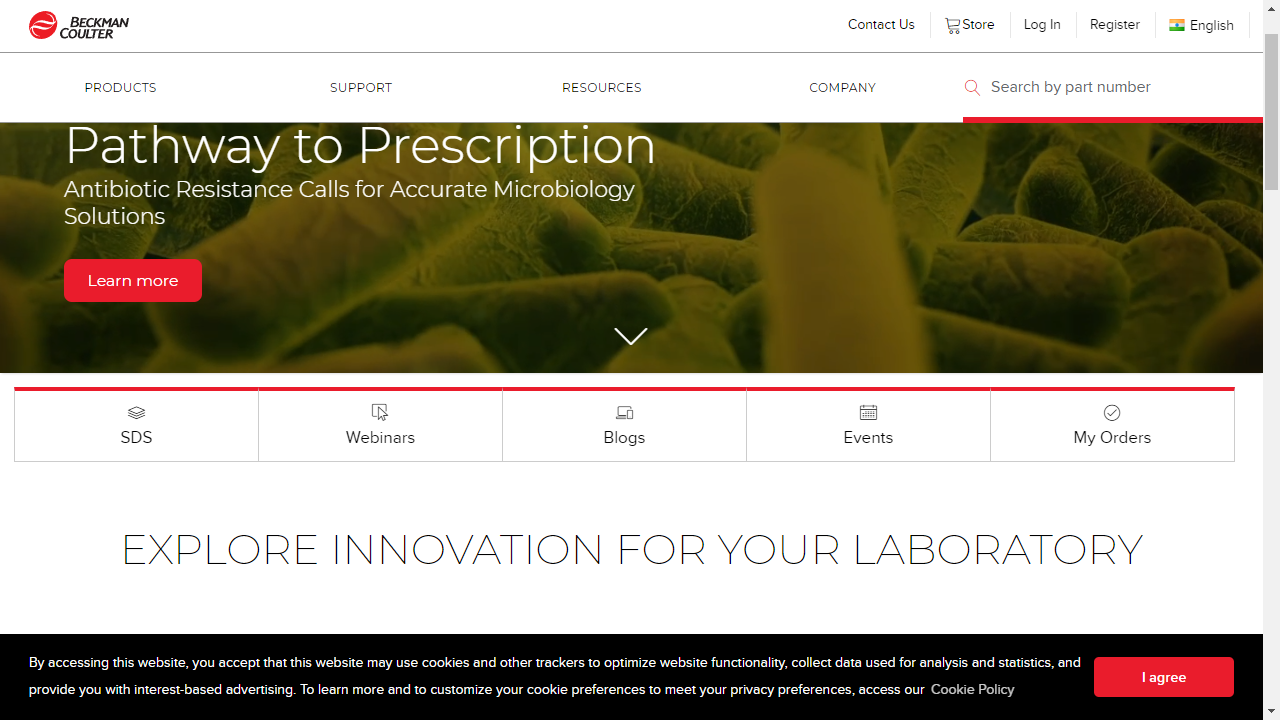 BECKMAN
COULTER
Contact Us
Store
Log In
Register
English
PRODUCTS
SUPPORT
RESOURCES
COMPANY
Search by part number
Pathway to Prescription
Antibiotic Resistance Calls for Accurate Microbiology
Solutions
Learn more
SDS
Webinars
Blogs
Events
My Orders
EXPLORE INNOVATION FOR YOUR LABORATORY
By accessing this website, you accept that this website may use cookies and other trackers to optimize website functionality, collect data used for analysis and statistics, and
provide you with interest-based advertising. To learn more and to customize your cookie preferences to meet your privacy preferences, access our Cookie Policy
I agree